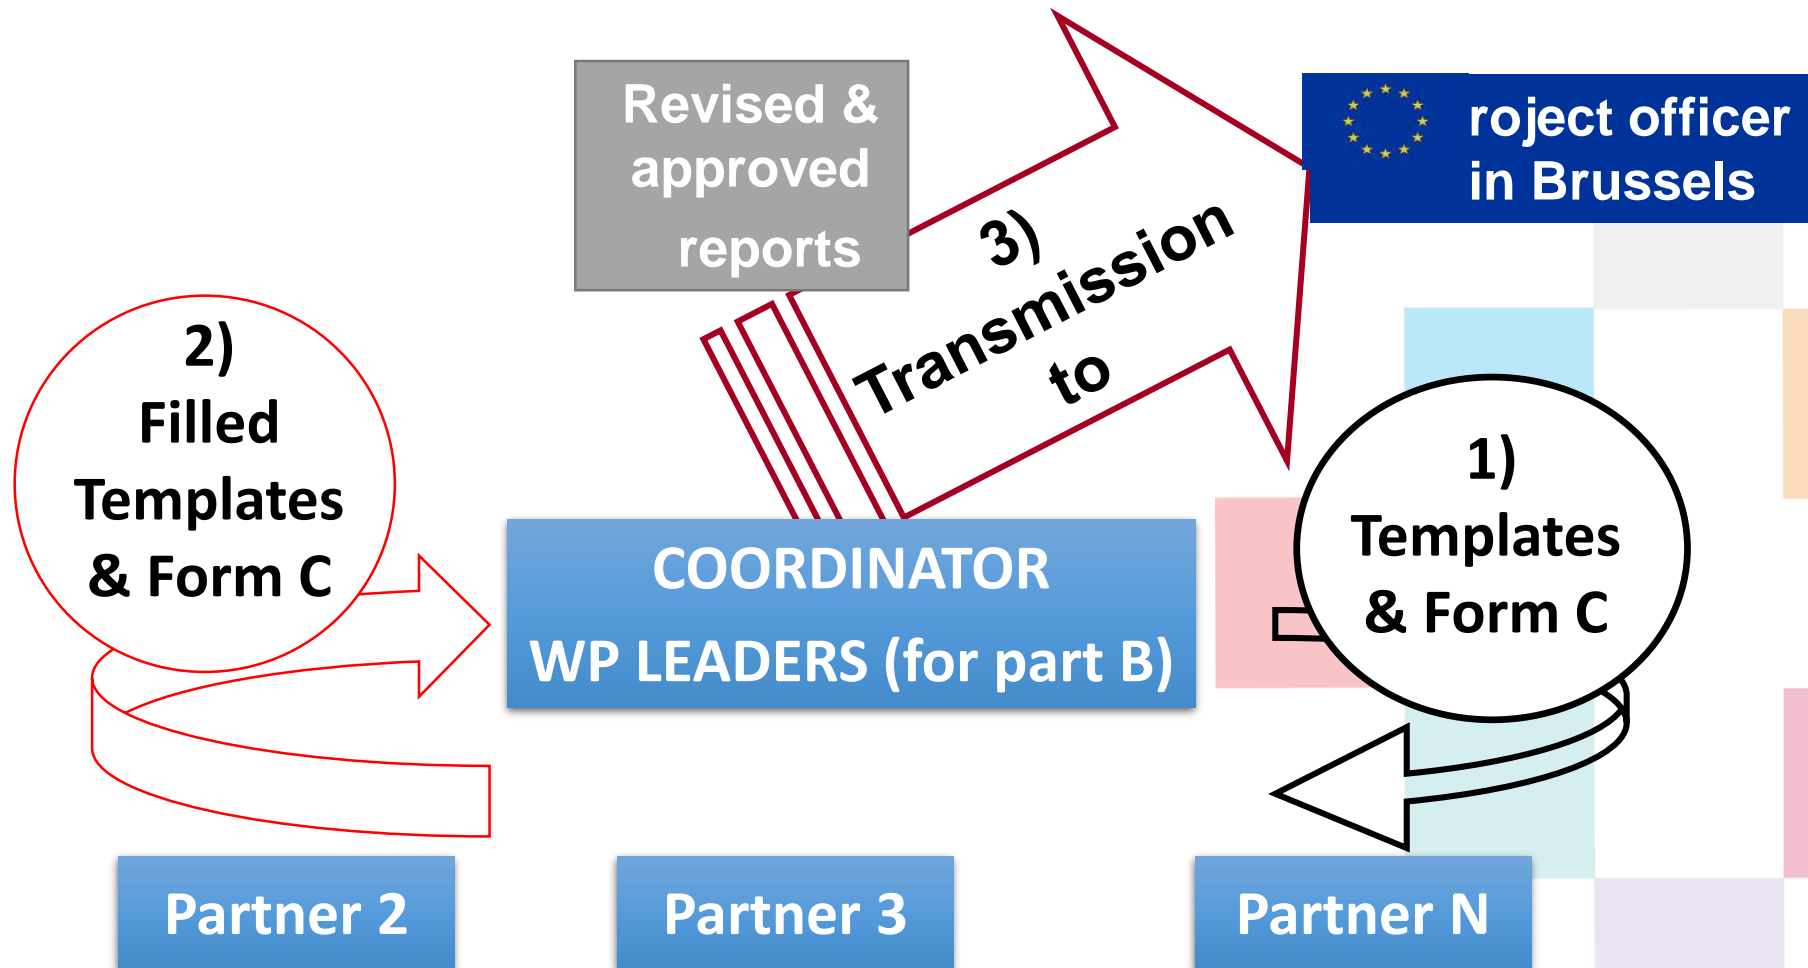 Revised &
approved
reports
roject officer
in Brussels
3)
Transmission
to
2)
Filled
Templates
& Form C
1)
Templates
& Form C
COORDINATOR
WP LEADERS (for part B)
Partner 2
Partner 3
Partner N